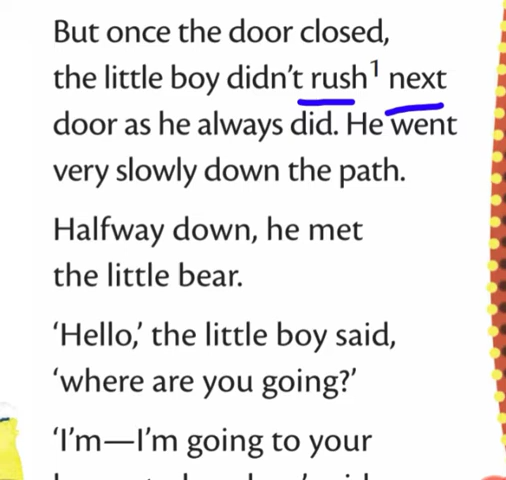 But once the door closed,
the little boy didn't rush¹ next
door as he always did. He went
very slowly down the path.
Halfway down, he met
the little bear.
‘Hello,’ the little boy said,
‘where are you going?’
‘I'm—I'm going to your